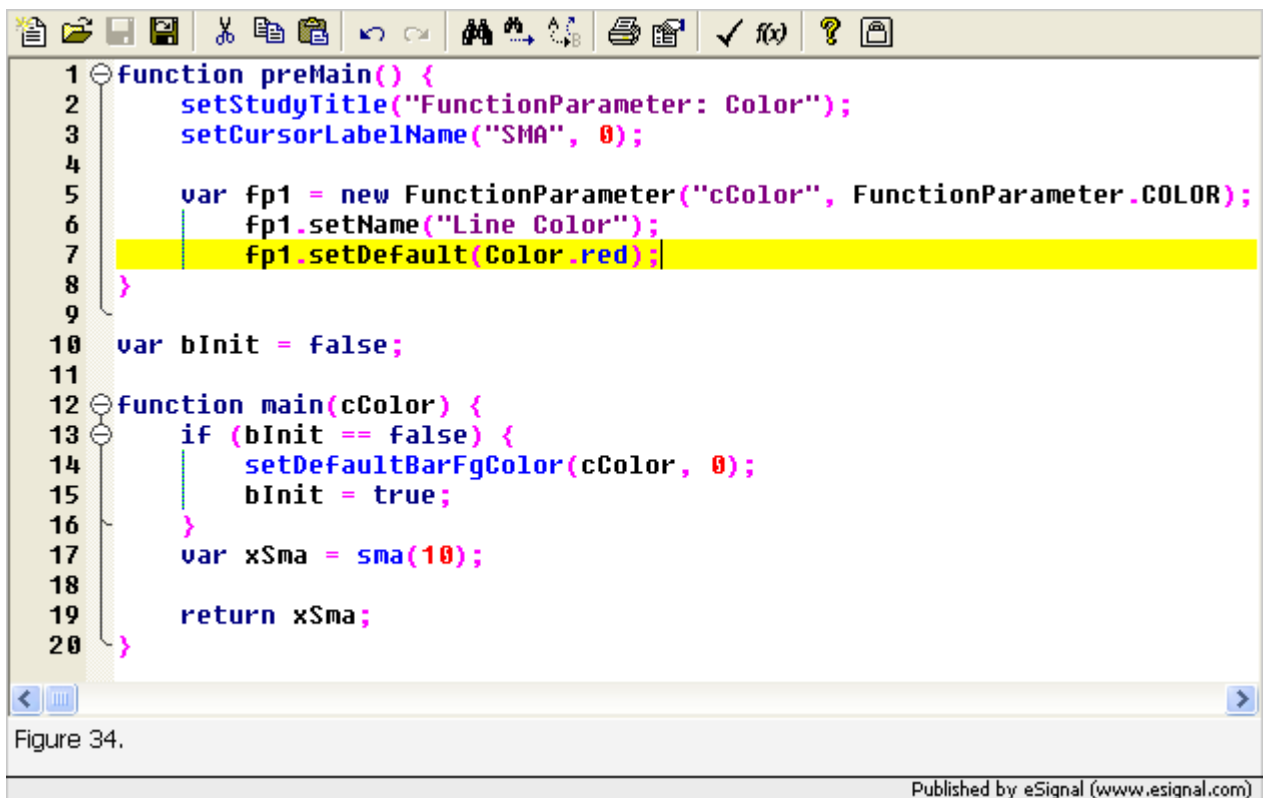 f(x) ?
1 function preMain() {
2 setStudyTitle("FunctionParameter: Color");
3 setCursorLabelName("SMA", 0);
4
5 var fp1 = new FunctionParameter("cColor", FunctionParameter.COLOR);
6 fp1.setName("Line Color");
7 fp1.setDefault(Color.red);
8 }
9
10 var bInit = false;
11
12 function main(cColor) {
13 if (bInit == false) {
14 setDefaultBarFgColor(cColor, 0);
15 bInit = true;
16 }
17 var xSma = sma(10);
18
19 return xSma;
20 }
Figure 34.
Published by eSignal (www.esignal.com)